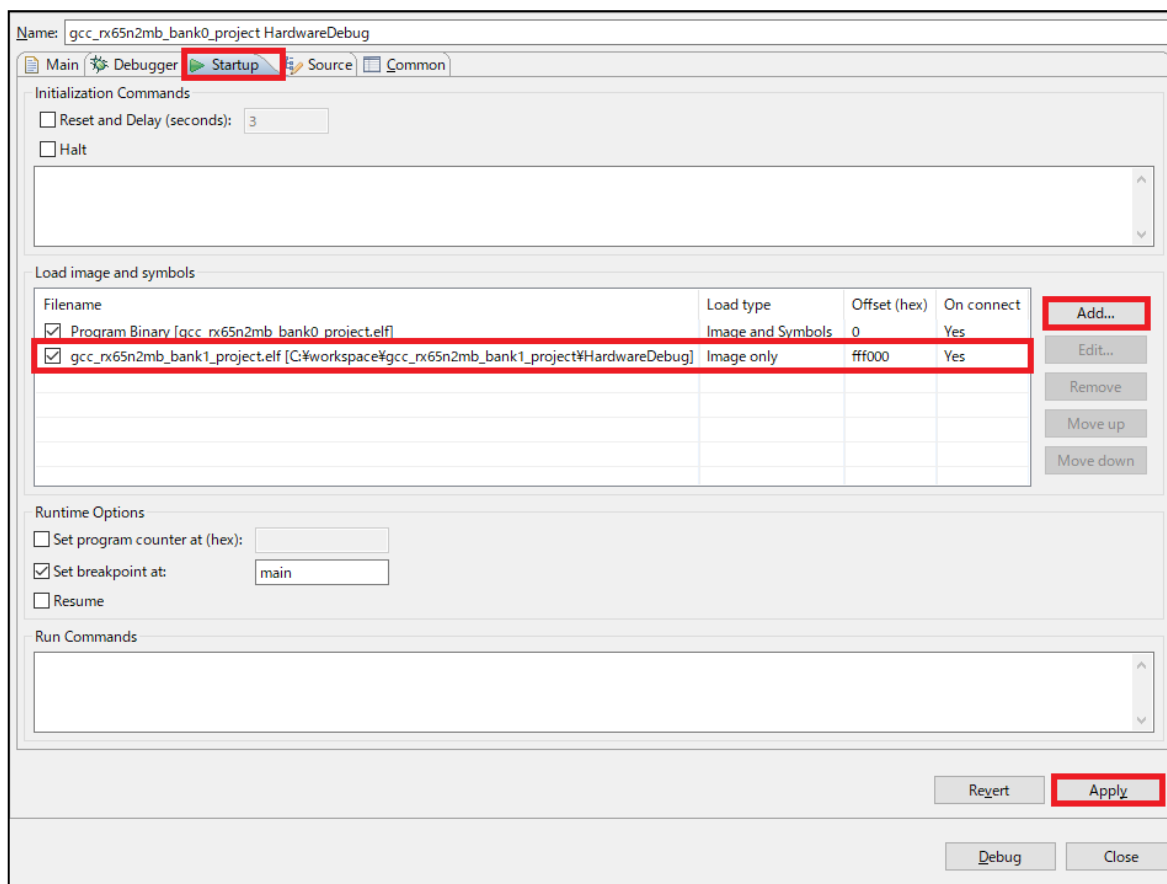 Name: gcc_rx65n2mb_bank0_project HardwareDebug
Main Debugger Startup Source Common
Initialization Commands
Reset and Delay (seconds): 3
Halt
Load image and symbols
Filename Load type Offset (hex) On connect
Program Binary [gcc_rx65n2mb_bank0_project.elf] Image and Symbols 0 Yes
gcc_rx65n2mb_bank1_project.elf [C:¥workspace¥gcc_rx65n2mb_bank1_project¥HardwareDebug] Image only fff000 Yes
Add...
Edit...
Remove
Move up
Move down
Runtime Options
Set program counter at (hex):
Set breakpoint at: main
Resume
Run Commands
Revert Apply
Debug Close